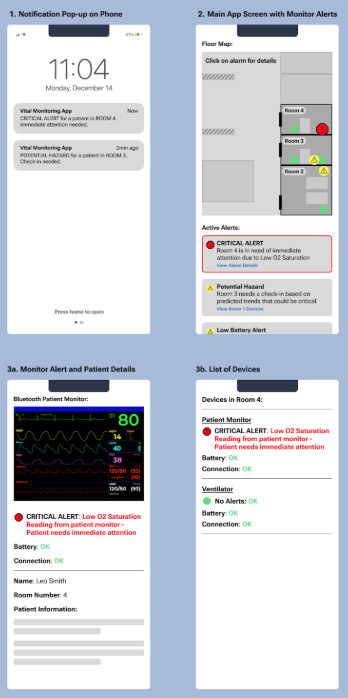 1. Notification Pop-up on Phone
47%
11:04
Monday, December 14
Vital Monitoring App
Now
CRITICAL ALERT for a patient in ROOM 4.
Immediate attention needed.
Vital Monitoring App
2min ago
POTENTIAL HAZARD for a patient in ROOM 3.
Check-in needed.
Press home to open
2. Main App Screen with Monitor Alerts
Floor Map:
Click on alarm for details
Room 4
Room 3
Room 2
Active Alerts:
CRITICAL ALERT
Room 4 is in need of immediate
attention due to Low O2 Saturation
View Alarm Details
Potential Hazard
Room 3 needs a check-in based on
predicted trends that could be critical
View Room 1 Devices
Low Battery Alert
3a. Monitor Alert and Patient Details
Bluetooth Patient Monitor:
80
14
40
38
120/80
(93)
120/80
(93)
CRITICAL ALERT: Low O2 Saturation
Reading from patient monitor -
Patient needs immediate attention
Battery: OK
Connection: OK
Name: Leo Smith
Room Number: 4
Patient Information:
3b. List of Devices
Devices in Room 4:
Patient Monitor
CRITICAL ALERT: Low O2 Saturation
Reading from patient monitor -
Patient needs immediate attention
Battery: OK
Connection: OK
Ventilator
No Alerts: OK
Battery: OK
Connection: OK